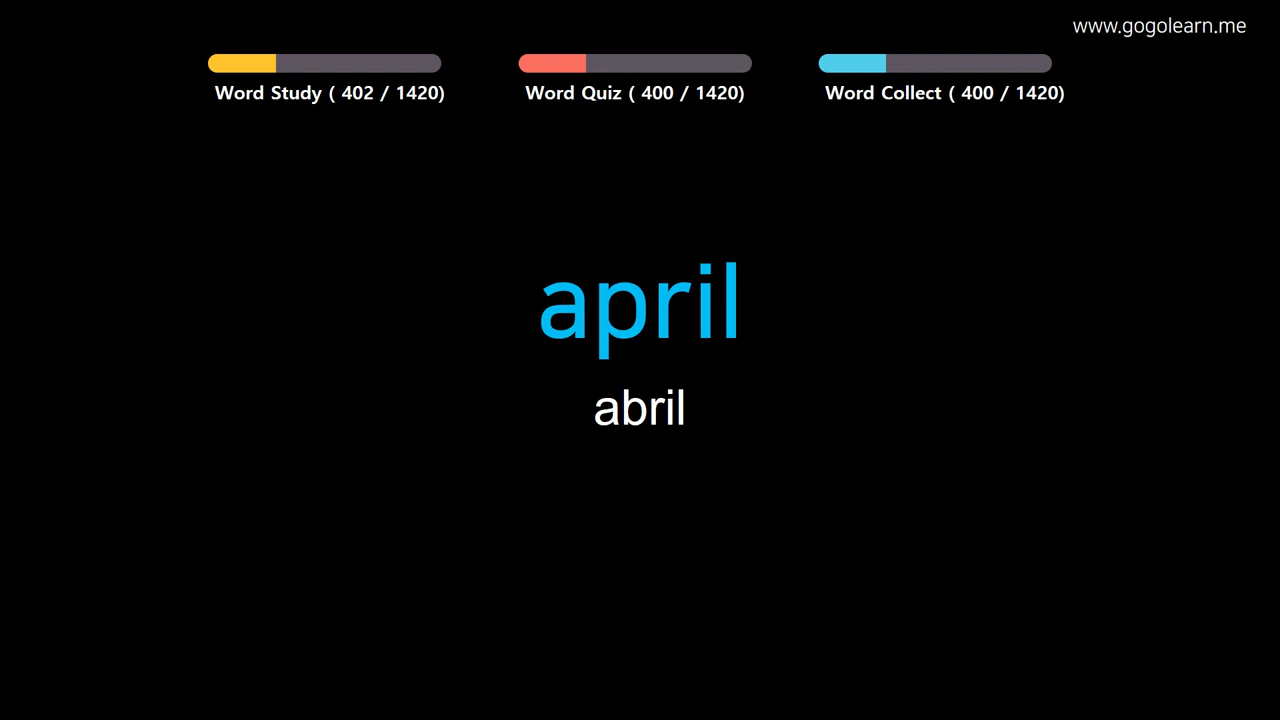 www.gogolearn.me
Word Study ( 402 / 1420)
Word Quiz ( 400 / 1420)
Word Collect ( 400 / 1420)
april
abril